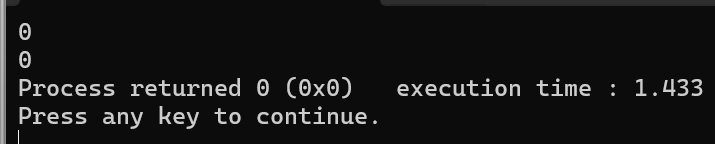 0
0
Process returned 0 (0x0)   execution time : 1.433
Press any key to continue.